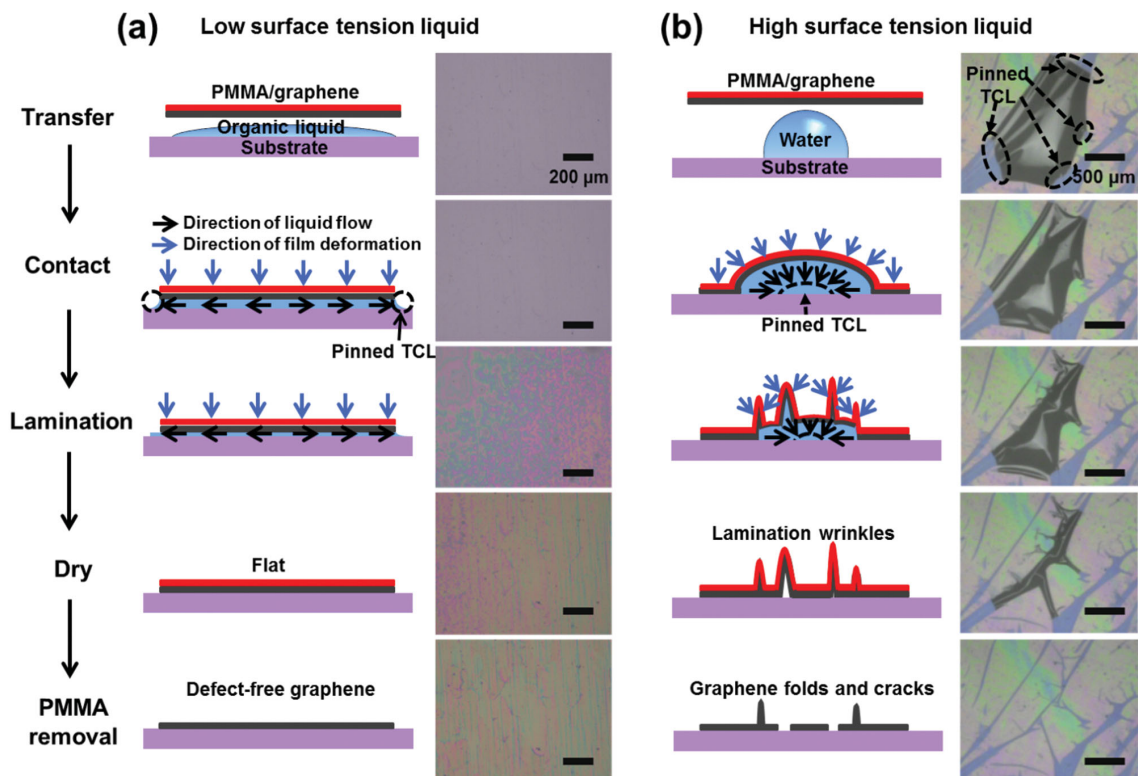 (a) Low surface tension liquid
(b) High surface tension liquid
Transfer
PMMA/graphene
Organic liquid
Substrate
200 µm
PMMA/graphene
Water
Substrate
Pinned
TCL
500 µm
Contact
Direction of liquid flow
Direction of film deformation
Pinned TCL
Pinned TCL
Lamination
Dry
Flat
Lamination wrinkles
PMMA
removal
Defect-free graphene
Graphene folds and cracks